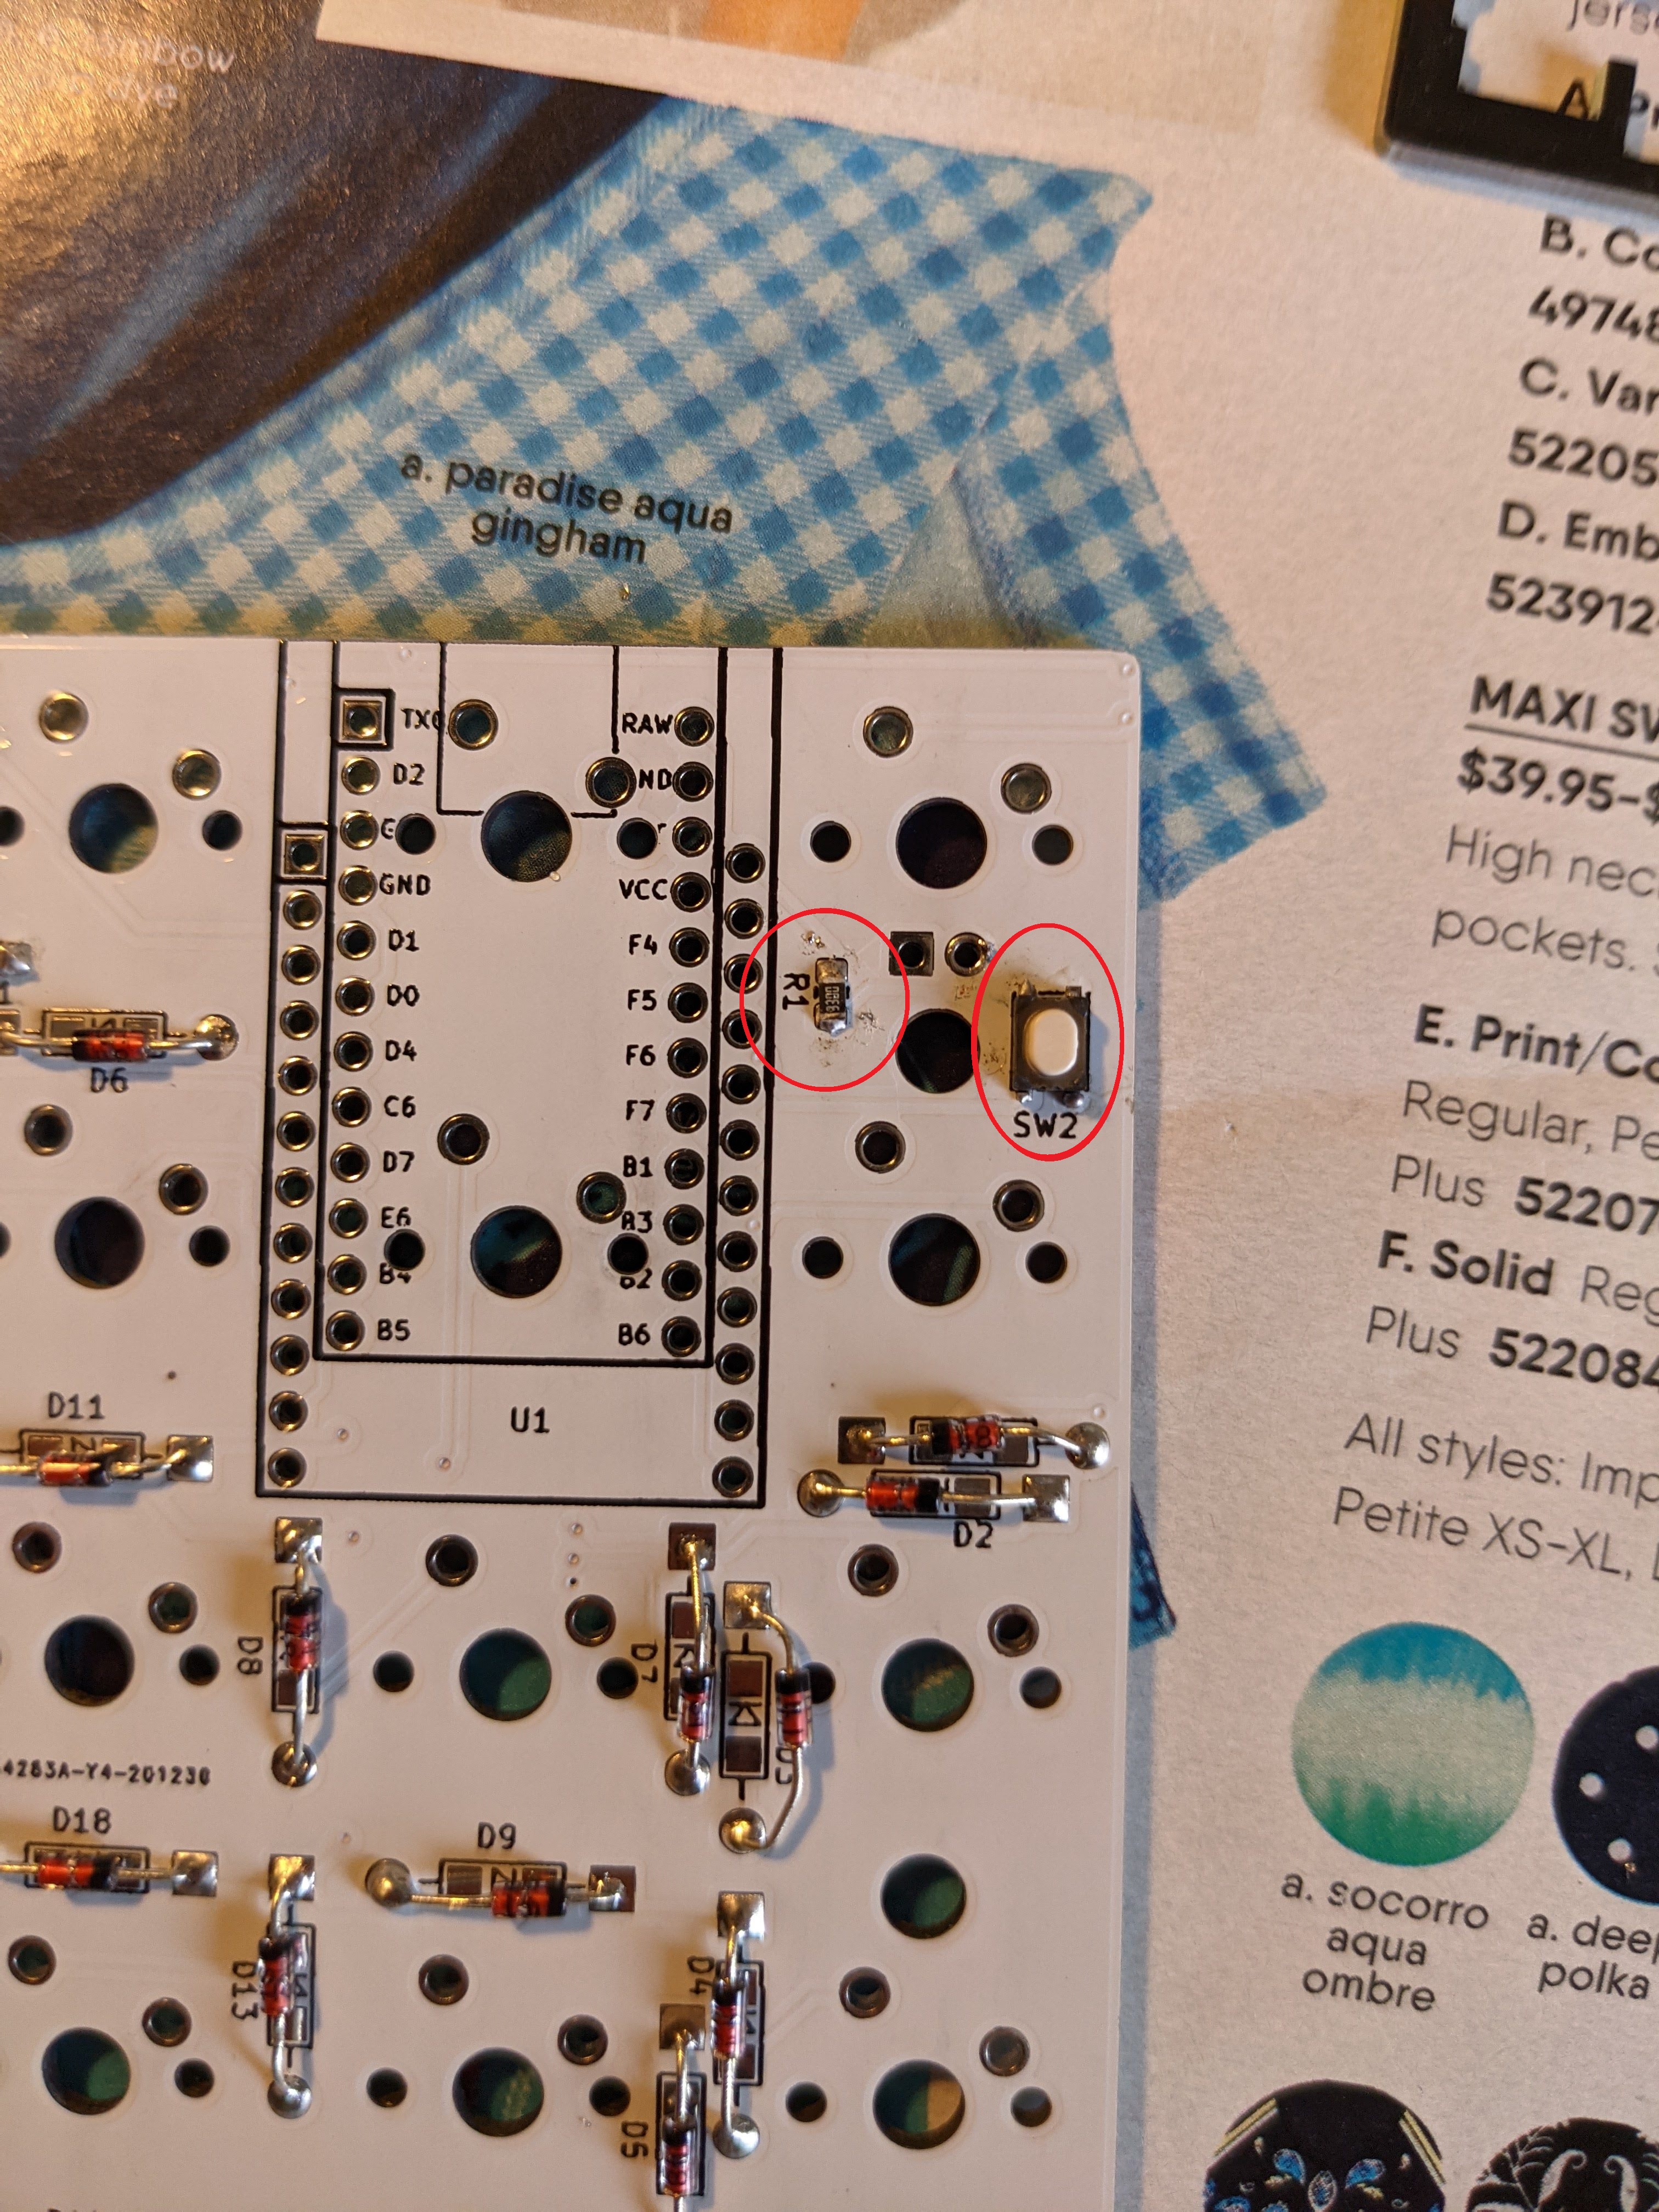 jers
a. paradise aqua
gingham
B. Co
49748
C. Var
52205
D. Emb
523912
MAXI SW
$39.95-$
High nec
pockets. S
E. Print/Co
Regular, Pe
Plus 52207
F. Solid Reg
Plus 522084
All styles: Imp
Petite XS-XL,
a. socorro
aqua
ombre
a. deep
polka
TX0
RAW
D2
ND
GND
VCC
D1
F4
D0
F5
D4
F6
C6
F7
D7
B1
E6
B3
B4
B2
B5
B6
U1
R1
SW2
D6
D11
D2
D8
D7
4263A-Y4-201230
D18
D9
D13
D4
D5